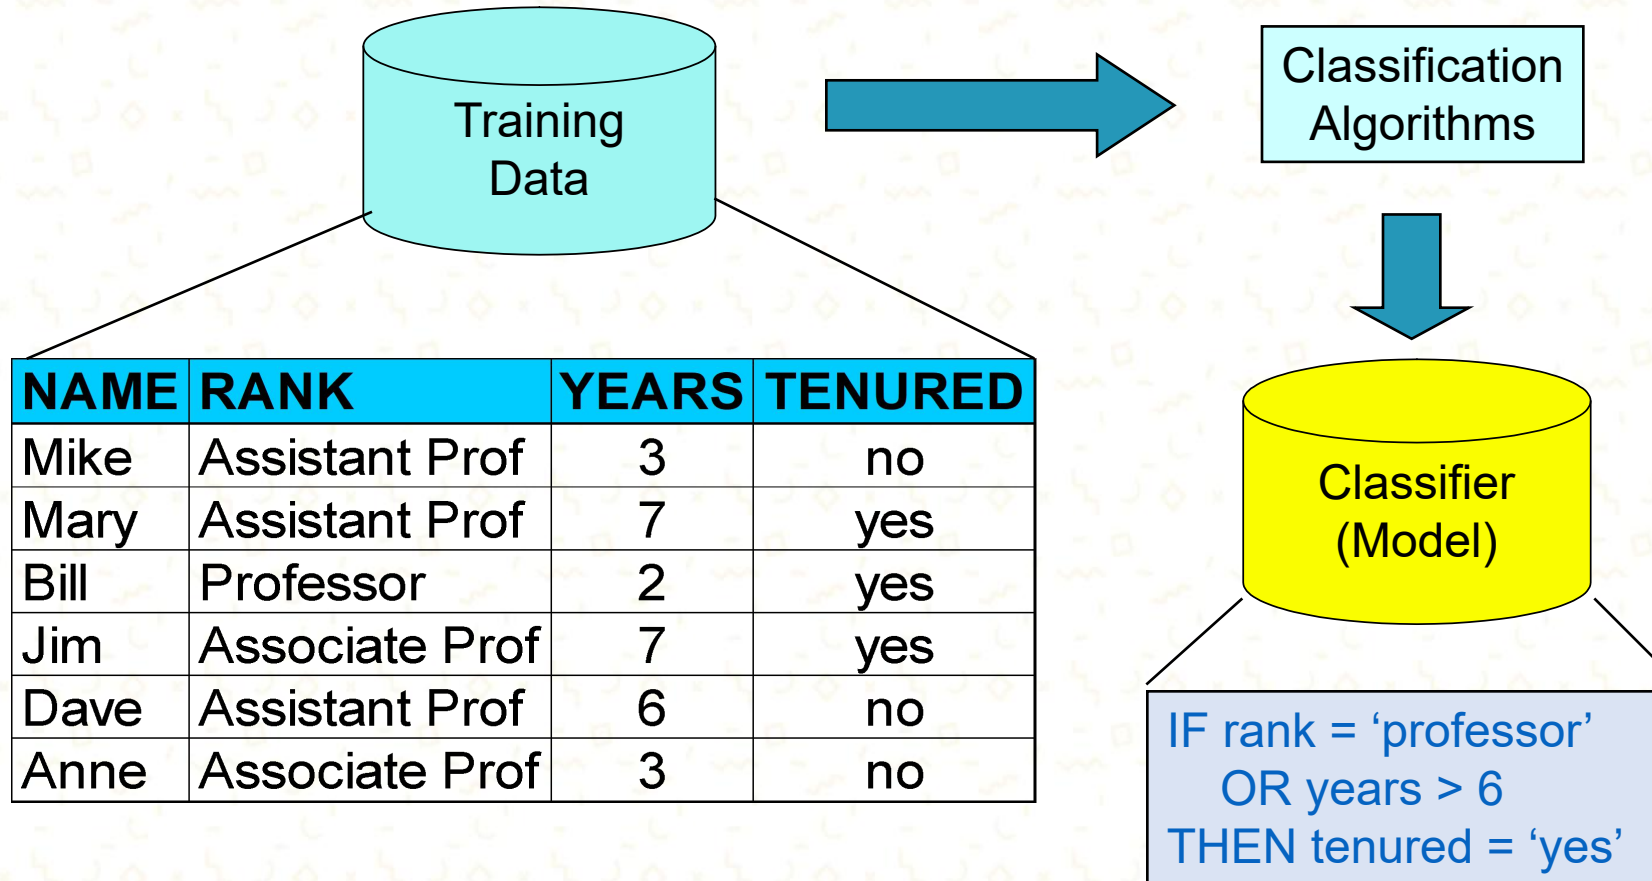 Training
Data
Classification
Algorithms
NAME RANK YEARS TENURED
Mike Assistant Prof 3 no
Mary Assistant Prof 7 yes
Bill Professor 2 yes
Jim Associate Prof 7 yes
Dave Assistant Prof 6 no
Anne Associate Prof 3 no
Classifier
(Model)
IF rank = ‘professor’
OR years > 6
THEN tenured = ‘yes’